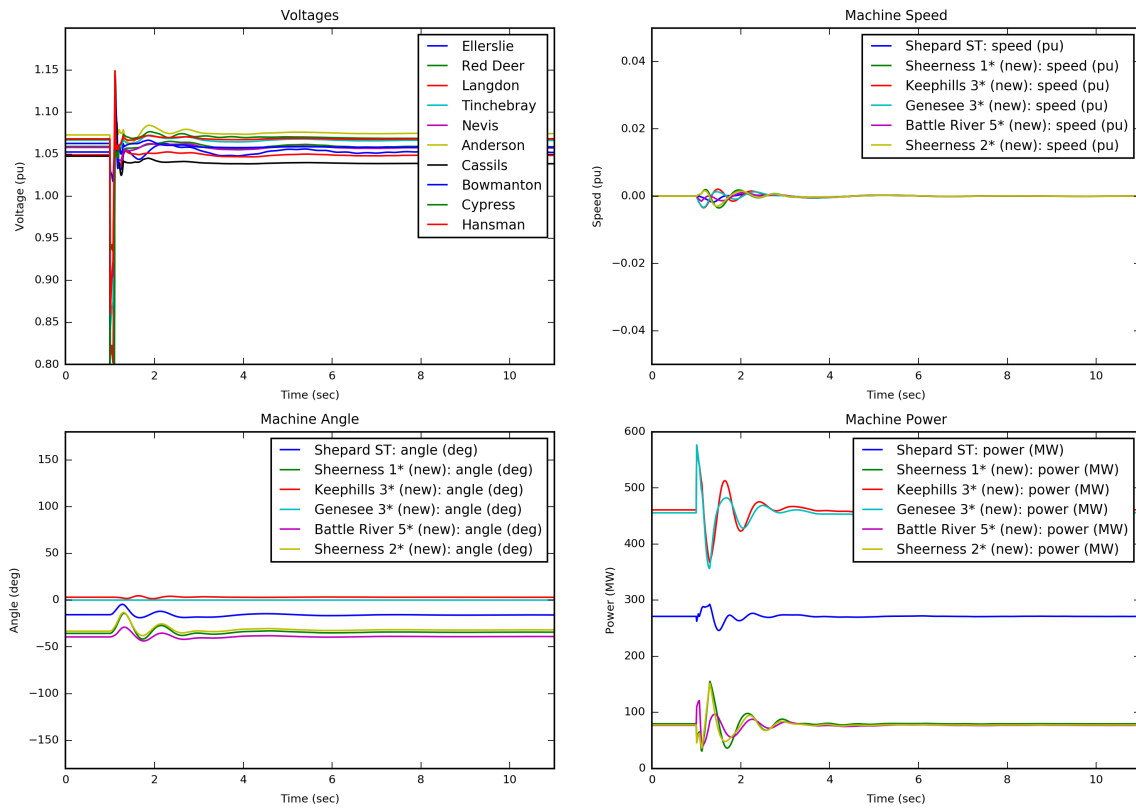 Voltages
Voltage (pu)
1.15
1.10
1.05
1.00
0.95
0.90
0.85
0.80
0 2 4 6 8 10
Time (sec)
Ellerslie
Red Deer
Langdon
Tinchebray
Nevis
Anderson
Cassils
Bowmanton
Cypress
Hansman
Machine Speed
Speed (pu)
0.04
0.02
0.00
−0.02
−0.04
0 2 4 6 8 10
Time (sec)
Shepard ST: speed (pu)
Sheerness 1* (new): speed (pu)
Keephills 3* (new): speed (pu)
Genesee 3* (new): speed (pu)
Battle River 5* (new): speed (pu)
Sheerness 2* (new): speed (pu)
Machine Angle
Angle (deg)
150
100
50
0
−50
−100
−150
0 2 4 6 8 10
Time (sec)
Shepard ST: angle (deg)
Sheerness 1* (new): angle (deg)
Keephills 3* (new): angle (deg)
Genesee 3* (new): angle (deg)
Battle River 5* (new): angle (deg)
Sheerness 2* (new): angle (deg)
Machine Power
Power (MW)
600
500
400
300
200
100
0
0 2 4 6 8 10
Time (sec)
Shepard ST: power (MW)
Sheerness 1* (new): power (MW)
Keephills 3* (new): power (MW)
Genesee 3* (new): power (MW)
Battle River 5* (new): power (MW)
Sheerness 2* (new): power (MW)